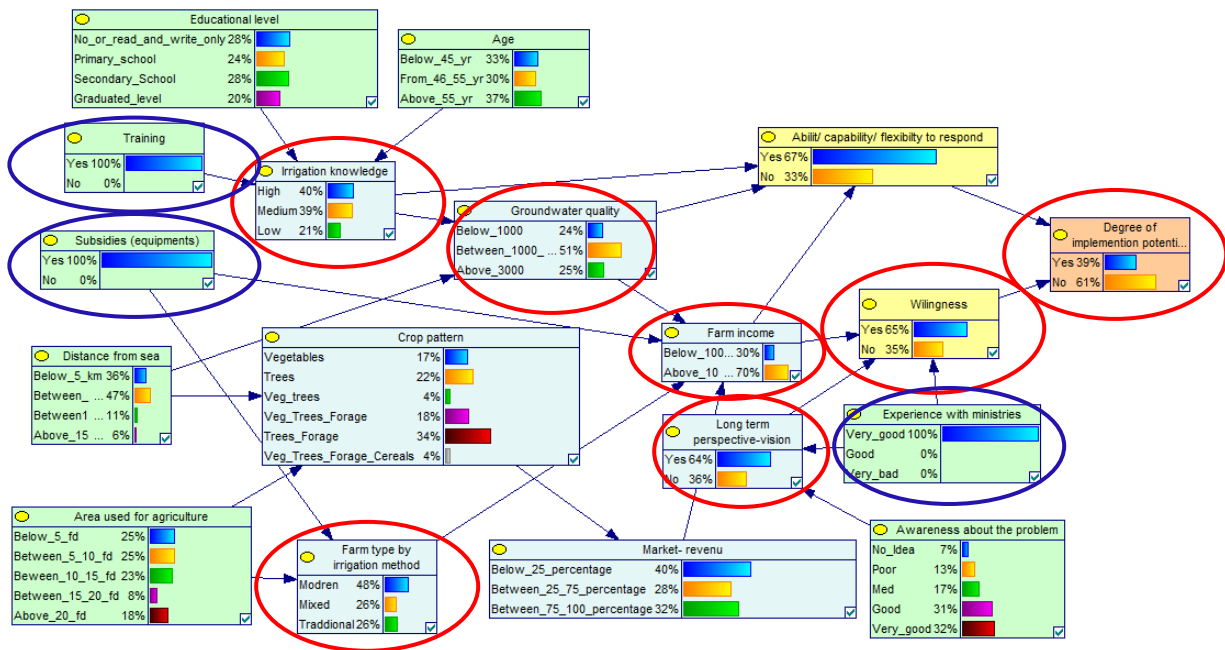 Educational level
No_or_read_and_write_only 28%
Primary_school 24%
Secondary_School 28%
Graduated_level 20%
Age
Below_45_yr 33%
From_46_55_yr 30%
Above_55_yr 37%
Training
Yes 100%
No 0%
Irrigation knowledge
High 40%
Medium 39%
Low 21%
Abilit/ capability/ flexibilty to respond
Yes 67%
No 33%
Groundwater quality
Below_1000 24%
Between_1000_ ... 51%
Above_3000 25%
Subsidies (equipments)
Yes 100%
No 0%
Degree of
implemention potenti...
Yes 39%
No 61%
Wilingness
Yes 65%
No 35%
Farm income
Below_100... 30%
Above_10 ... 70%
Crop pattern
Vegetables 17%
Trees 22%
Veg_trees 4%
Veg_Trees_Forage 18%
Trees_Forage 34%
Veg_Trees_Forage_Cereals 4%
Distance from sea
Below_5_km 36%
Between_ ... 47%
Between1 ... 11%
Above_15 ... 6%
Long term
perspective-vision
Yes 64%
No 36%
Experience with ministries
Very_good 100%
Good 0%
Very_bad 0%
Area used for agriculture
Below_5_fd 25%
Between_5_10_fd 25%
Beween_10_15_fd 23%
Between_15_20_fd 8%
Above_20_fd 18%
Farm type by
irrigation method
Modren 48%
Mixed 26%
Traddional 26%
Market- revenu
Below_25_percentage 40%
Between_25_75_percentage 28%
Between_75_100_percentage 32%
Awareness about the problem
No_Idea 7%
Poor 13%
Med 17%
Good 31%
Very_good 32%